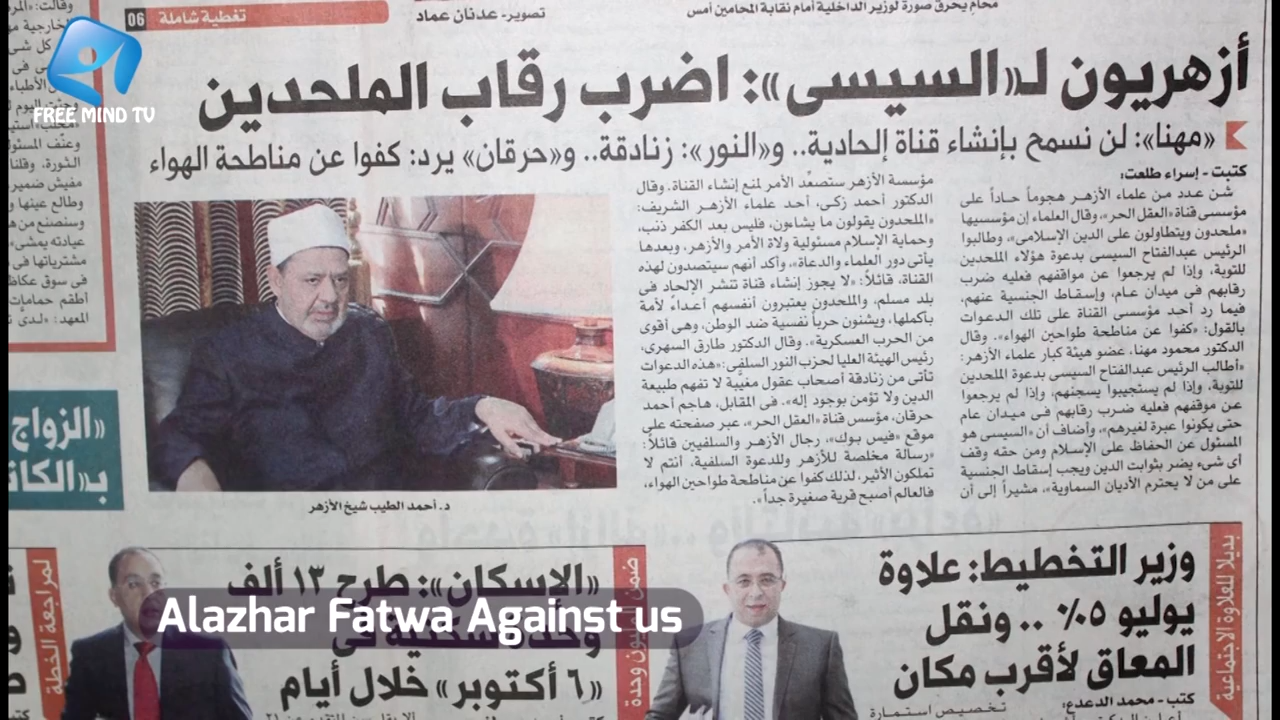 محام يحرق صورة لوزير الداخلية أمام نقابة المحامين أمس
تصوير- عدنان عماد
تغطية شاملة 06
FREE MIND TV
أزهريون لـ«السيسى»: اضرب رقاب الملحدين
«مهنا»: لن نسمح بإنشاء قناة إلحادية.. و«النور»: زنادقة.. و«حرقان» يرد: كفوا عن مناطحة الهواء
كتبت - إسراء طلعت:
شن عدد من علماء الأزهر هجوماً حاداً على
مؤسسى قناة «العقل الحر»، وقال العلماء إن مؤسسيها
«ملحدون ويتطاولون على الدين الإسلامى»، وطالبوا
الرئيس عبدالفتاح السيسى بدعوة هؤلاء الملحدين
للتوبة، وإذا لم يرجعوا عن مواقفهم فعليه ضرب
رقابهم فى ميدان عام، وإسقاط الجنسية عنهم،
فيما رد أحد مؤسسى القناة على تلك الدعوات
بالقول: «كفوا عن مناطحة طواحين الهواء». وقال
الدكتور محمود مهنا، عضو هيئة كبار علماء الأزهر:
«أطالب الرئيس عبدالفتاح السيسى بدعوة الملحدين
للتوبة، وإذا لم يستجيبوا يسجنهم، وإذا لم يرجعوا
عن موقفهم فعليه ضرب رقابهم فى ميدان عام
حتى يكونوا عبرة لغيرهم»، وأضاف أن «السيسى هو
المسئول عن الحفاظ على الإسلام ومن حقه وقف
أى شىء يضر بثوابت الدين ويجب إسقاط الجنسية
على من لا يحترم الأديان السماوية»، مشيراً إلى أن
مؤسسة الأزهر ستصعِّد الأمر لمنع إنشاء القناة. وقال
الدكتور أحمد زكى، أحد علماء الأزهر الشريف:
«الملحدون يقولون ما يشاءون، فليس بعد الكفر ذنب،
وحماية الإسلام مسئولية ولاة الأمر والأزهر، وبعدها
يأتى دور العلماء والدعاة»، وأكد أنهم سيتصدون لهذه
القناة، قائلاً: «لا يجوز إنشاء قناة تنشر الإلحاد فى
بلد مسلم، والملحدون يعتبرون أنفسهم أعداءً لأمة
بأكملها، ويشنون حرباً نفسية ضد الوطن، وهى أقوى
من الحرب العسكرية». وقال الدكتور طارق السهرى،
رئيس الهيئة العليا لحزب النور السلفى: «هذه الدعوات
تأتى من زنادقة أصحاب عقول مغيبة لا تفهم طبيعة
الدين ولا تؤمن بوجود إله». فى المقابل، هاجم أحمد
حرقان، مؤسس قناة «العقل الحر»، عبر صفحته على
موقع «فيس بوك»، رجال الأزهر والسلفيين قائلاً:
«رسالة مخلصة للأزهر وللدعوة السلفية، أنتم لا
تملكون الأثير، لذلك كفوا عن مناطحة طواحين الهواء،
فالعالم أصبح قرية صغيرة جداً».
د. أحمد الطيب شيخ الأزهر
«الزواج
بـ«الكات
بديلا للعلاوة الاجتماعية
وزير التخطيط: علاوة
يوليو ٥٪ .. ونقل
المعاق لأقرب مكان
كتب - محمد الدعدع:
تخصيص استمارة
«الإسكان»: طرح ١٣ ألف
وحدة سكنية فى
«٦ أكتوبر» خلال أيام
لمراجعة الخطة
Alazhar Fatwa Against us